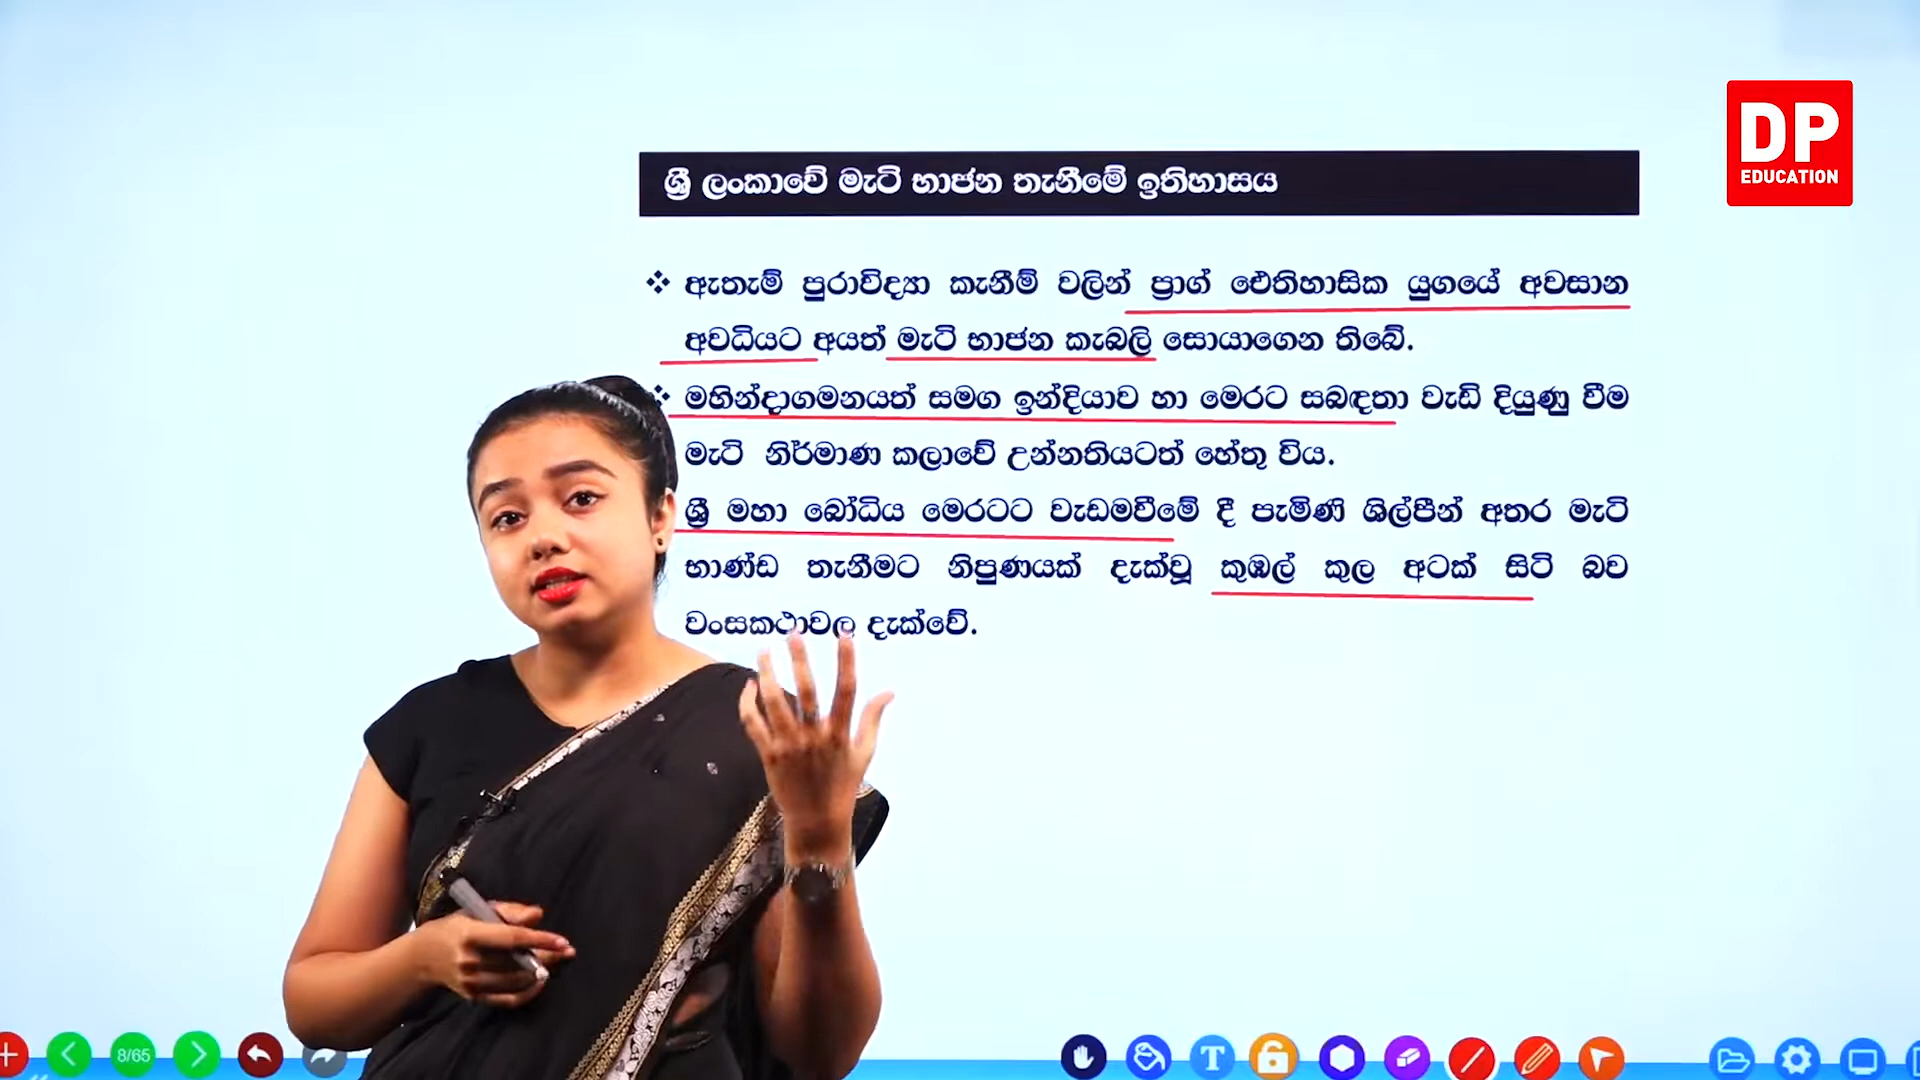 DP
EDUCATION
ශ්‍රී ලංකාවේ මැටි භාජන තැනීමේ ඉතිහාසය
❖ ඇතැම් පුරාවිද්‍යා කැනීම් වලින් ප්‍රාග් ඓතිහාසික යුගයේ අවසාන
අවධියට අයත් මැටි භාජන කැබලි සොයාගෙන තිබේ.
❖ මහින්දාගමනයත් සමග ඉන්දියාව හා මෙරට සබඳතා වැඩි දියුණු වීම
මැටි නිර්මාණ කලාවේ උන්නතියටත් හේතු විය.
ශ්‍රී මහා බෝධිය මෙරටට වැඩමවීමේ දී පැමිණි ශිල්පීන් අතර මැටි
භාණ්ඩ තැනීමට නිපුණයක් දැක්වූ කුඹල් කුල අටක් සිටි බව
වංසකථාවල දැක්වේ.
8/65